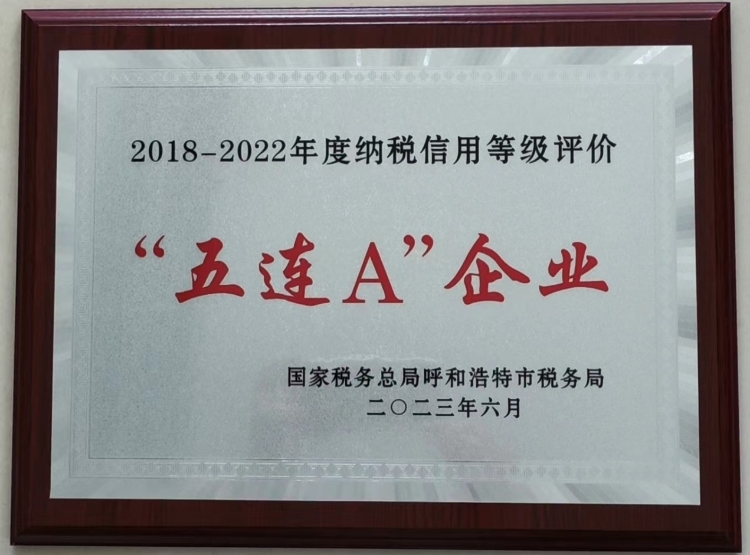 2018-2022年度纳税信用等级评价
“五连A”企业
国家税务总局呼和浩特市税务局
二〇二三年六月